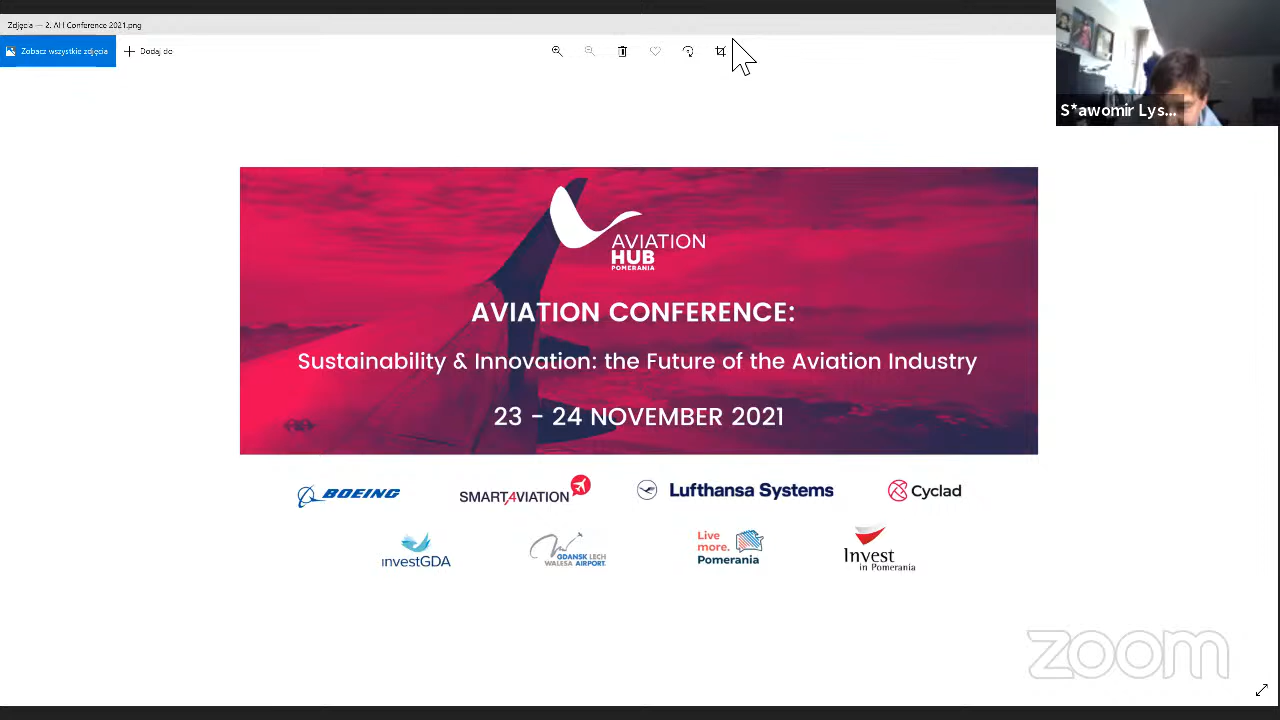 Zdjęcia — 2. AH Conference 2021.png
Zobacz wszystkie zdjęcia
Dodaj do
S*awomir Lys...
AVIATION
HUB
POMERANIA
AVIATION CONFERENCE:
Sustainability & Innovation: the Future of the Aviation Industry
23 - 24 NOVEMBER 2021
BOEING
SMART4AVIATION
Lufthansa Systems
Cyclad
investGDA
GDANSK LECH
WALESA AIRPORT.
Live
more.
Pomerania
Invest
in Pomerania
zoom